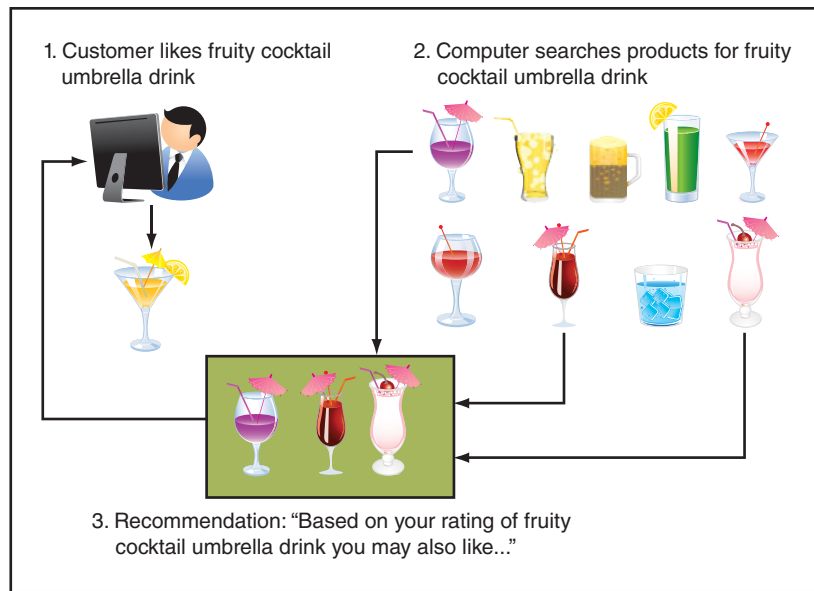 1. Customer likes fruity cocktail
umbrella drink
2. Computer searches products for fruity
cocktail umbrella drink
3. Recommendation: “Based on your rating of fruity
cocktail umbrella drink you may also like...”